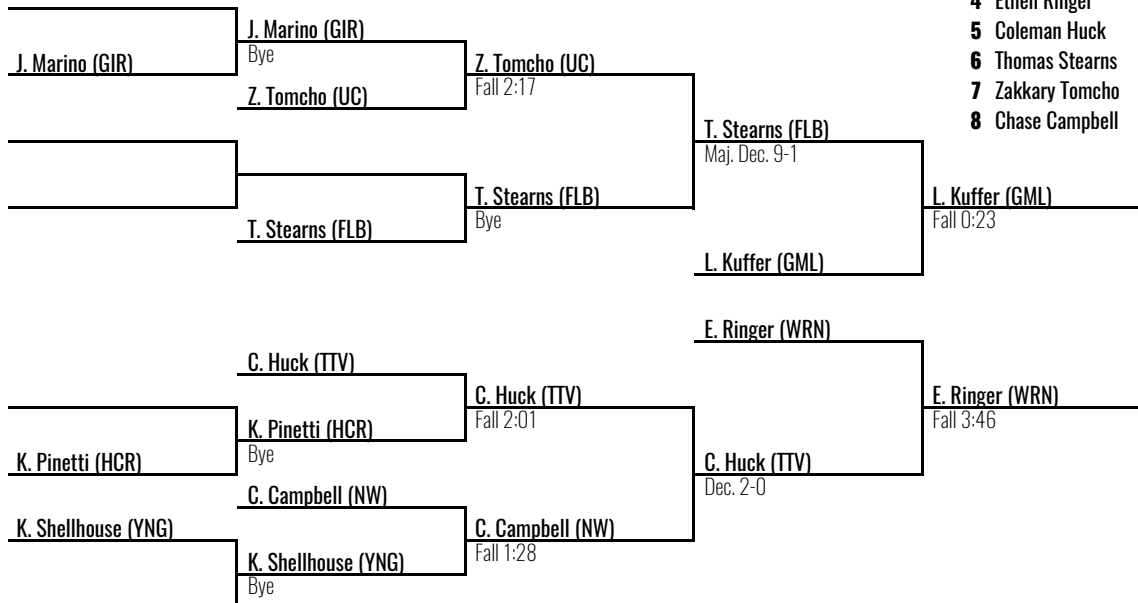 4 Ethen Ringer
5 Coleman Huck
6 Thomas Stearns
7 Zakkary Tomcho
8 Chase Campbell
J. Marino (GIR)
Bye
J. Marino (GIR)
Z. Tomcho (UC)
Fall 2:17
Z. Tomcho (UC)
T. Stearns (FLB)
Maj. Dec. 9-1
T. Stearns (FLB)
Bye
L. Kuffer (GML)
Fall 0:23
T. Stearns (FLB)
L. Kuffer (GML)
E. Ringer (WRN)
C. Huck (TTV)
C. Huck (TTV)
Fall 2:01
E. Ringer (WRN)
Fall 3:46
K. Pinetti (HCR)
Bye
K. Pinetti (HCR)
C. Huck (TTV)
Dec. 2-0
C. Campbell (NW)
K. Shellhouse (YNG)
C. Campbell (NW)
Fall 1:28
K. Shellhouse (YNG)
Bye